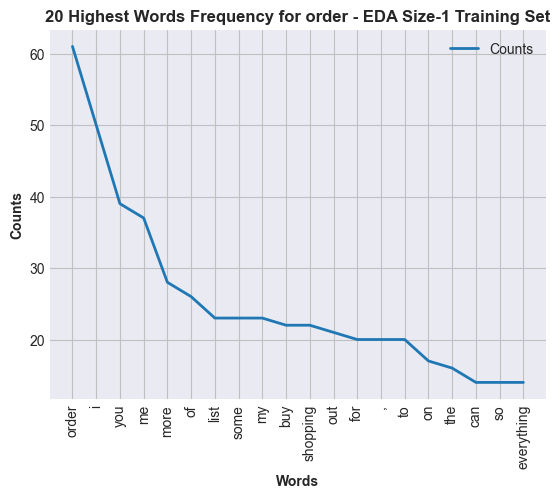 20 Highest Words Frequency for order - EDA Size-1 Training Set
Counts
60
50
40
30
20
Counts
order
i
you
me
more
of
list
some
my
buy
shopping
out
for
,
to
on
the
can
so
everything
Words